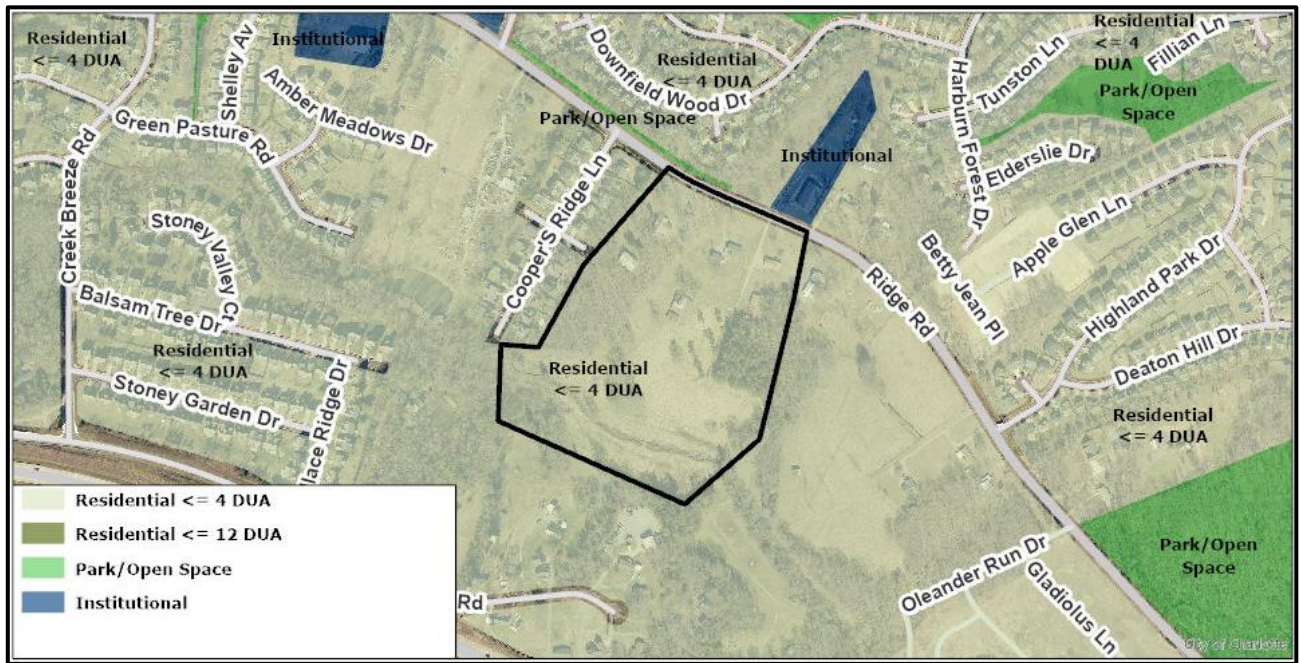 Residential
<= 4 DUA
Shelley Av
Institutional
Downfield Wood Dr
Residential
<= 4 DUA
Harburn Forest Dr
Tunston Ln
Residential
<= 4
DUA
Fillian Ln
Park/Open
Space
Creek Breeze Rd
Green Pasture Rd
Amber Meadows Dr
Park/Open Space
Institutional
Elderslie Dr
Apple Glen Ln
Stoney Valley Ct
Cooper'S Ridge Ln
Betty Jean Pl
Highland Park Dr
Ridge Rd
Balsam Tree Dr
Residential
<= 4 DUA
Residential
<= 4 DUA
Deaton Hill Dr
Stoney Garden Dr
lace Ridge Dr
Residential
<= 4 DUA
Residential <= 4 DUA
Residential <= 12 DUA
Park/Open Space
Institutional
Rd
Oleander Run Dr
Gladiolus Ln
Park/Open
Space
City of Charlotte